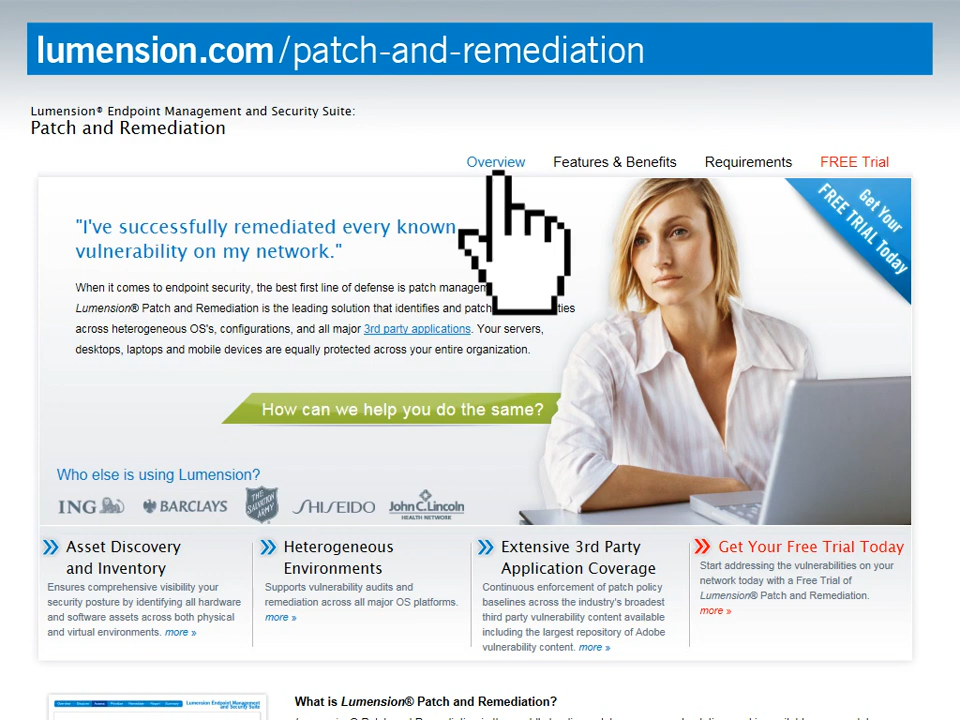 lumension.com/patch-and-remediation
Lumension® Endpoint Management and Security Suite:
Patch and Remediation
Overview Features & Benefits Requirements FREE Trial
Get Your
FREE TRIAL Today
"I've successfully remediated every known
vulnerability on my network."
When it comes to endpoint security, the best first line of defense is patch
Lumension® Patch and Remediation is the leading solution that identifies and
across heterogeneous OS's, configurations, and all major 3rd party applications. Your servers,
desktops, laptops and mobile devices are equally protected across your entire organization.
How can we help you do the same?
Who else is using Lumension?
ING BARCLAYS THE SALVATION ARMY SHISEIDO John C. Lincoln
HEALTH NETWORK
Asset Discovery
and Inventory
Ensures comprehensive visibility your
security posture by identifying all hardware
and software assets across both physical
and virtual environments. more »
Heterogeneous
Environments
Supports vulnerability audits and
remediation across all major OS platforms.
more »
Extensive 3rd Party
Application Coverage
Continuous enforcement of patch policy
baselines across the industry's broadest
third party vulnerability content available
including the largest repository of Adobe
vulnerability content. more »
Get Your Free Trial Today
Start addressing the vulnerabilities on your
network today with a Free Trial of
Lumension® Patch and Remediation.
more »
Lumension Endpoint Management
and Security Suite
What is Lumension® Patch and Remediation?